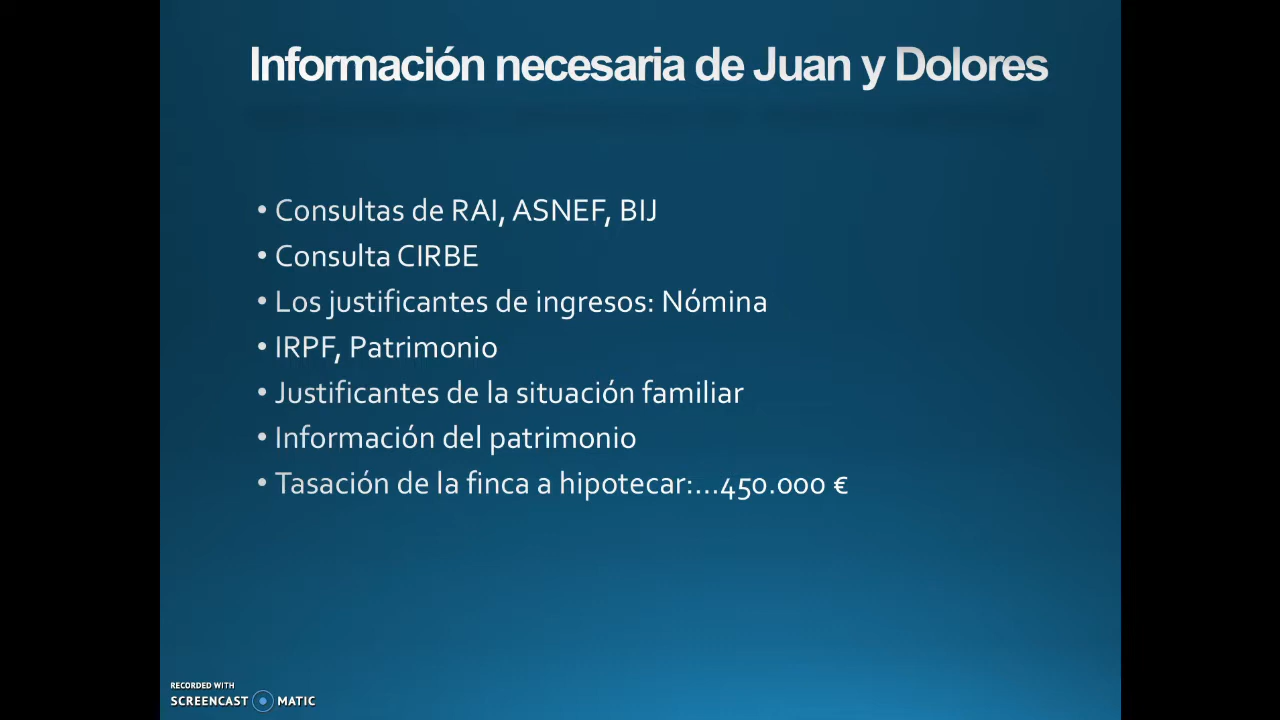 Información necesaria de Juan y Dolores
• Consultas de RAI, ASNEF, BIJ
• Consulta CIRBE
• Los justificantes de ingresos: Nómina
• IRPF, Patrimonio
• Justificantes de la situación familiar
• Información del patrimonio
• Tasación de la finca a hipotecar:...450.000 €
RECORDED WITH
SCREENCAST MATIC